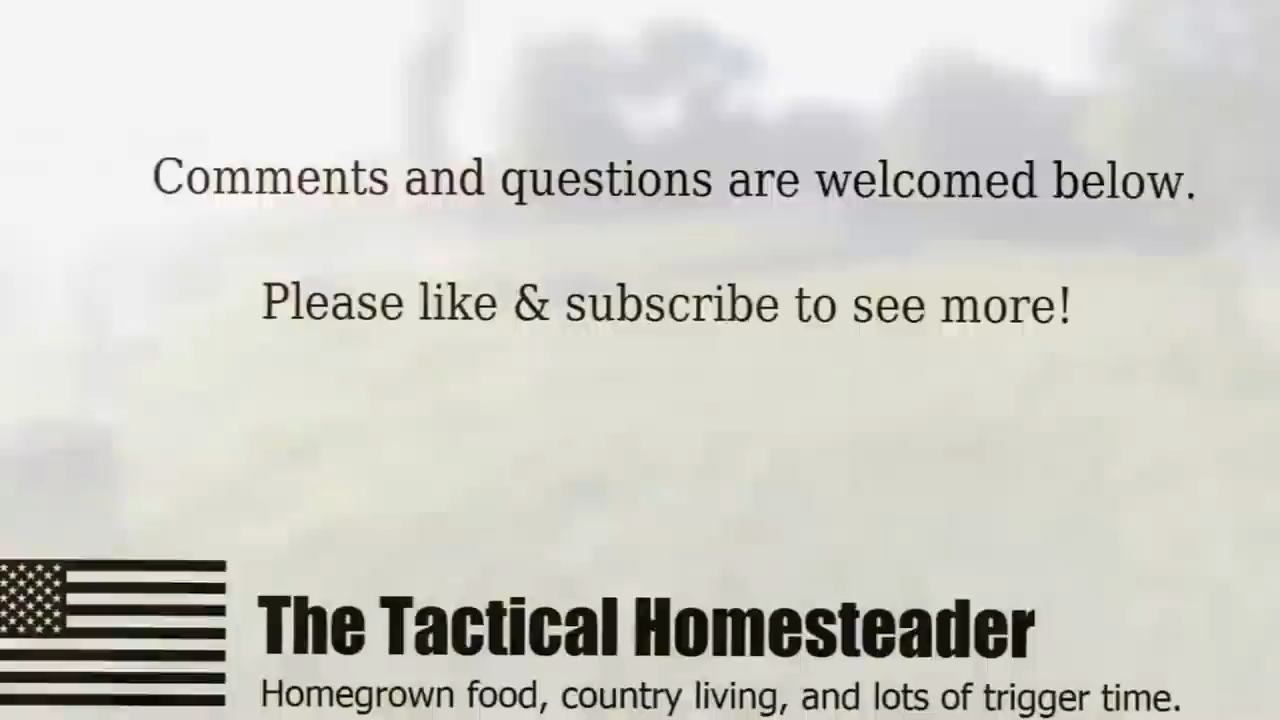 Comments and questions are welcomed below.
Please like & subscribe to see more!
The Tactical Homesteader
Homegrown food, country living, and lots of trigger time.